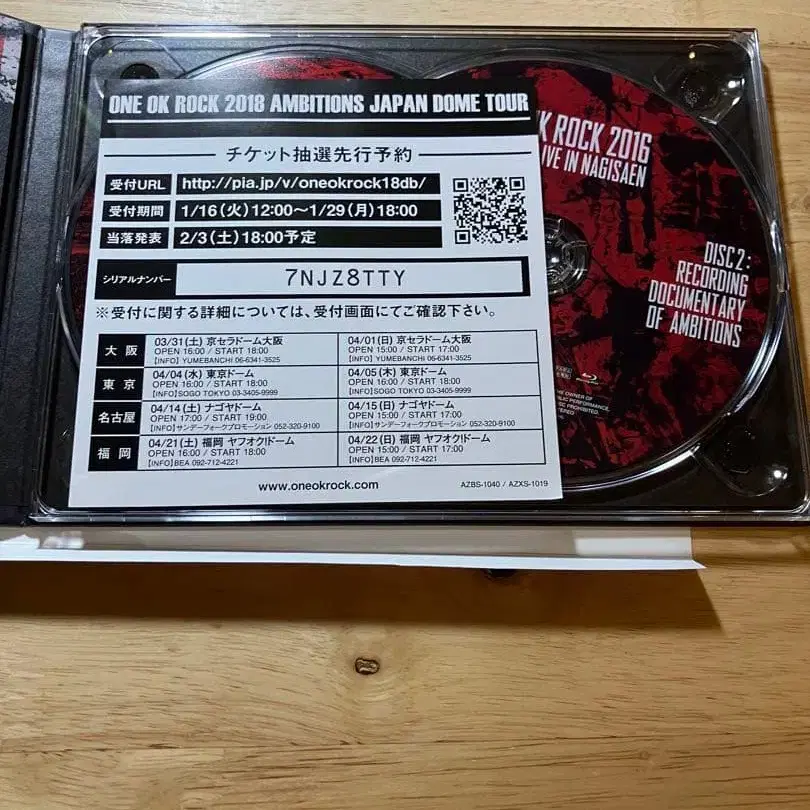 ONE OK ROCK 2018 AMBITIONS JAPAN DOME TOUR
チケット抽選先行予約
受付URL http://pia.jp/v/oneokrock18db/
受付期間 1/16(火)12:00〜1/29(月)18:00
当落発表 2/3(土)18:00予定
シリアルナンバー 7NJZ8TTY
※受付に関する詳細については、受付画面にてご確認下さい。
大阪 03/31(土) 京セラドーム大阪 04/01(日) 京セラドーム大阪
OPEN 16:00 / START 18:00 OPEN 15:00 / START 17:00
[INFO] YUMEBANCHI 06-6341-3525 [INFO] YUMEBANCHI 06-6341-3525
東京 04/04(水) 東京ドーム 04/05(木) 東京ドーム
OPEN 17:00 / START 19:00 OPEN 16:00 / START 18:00
[INFO] SOGO TOKYO 03-3405-9999 [INFO] SOGO TOKYO 03-3405-9999
名古屋 04/14(土) ナゴヤドーム 04/15(日) ナゴヤドーム
OPEN 17:00 / START 19:00 OPEN 15:00 / START 17:00
[INFO] サンデーフォークプロモーション 052-320-9100 [INFO] サンデーフォークプロモーション 052-320-9100
福岡 04/21(土) 福岡 ヤフオク!ドーム 04/22(日) 福岡 ヤフオク!ドーム
OPEN 16:00 / START 18:00 OPEN 15:00 / START 17:00
[INFO] BEA 092-712-4221 [INFO] BEA 092-712-4221
www.oneokrock.com
AZBS-1040 / AZXS-1019
K ROCK 2016
IVE IN NAGISAEN
DISC 2:
RECORDING
DOCUMENTARY
OF AMBITIONS